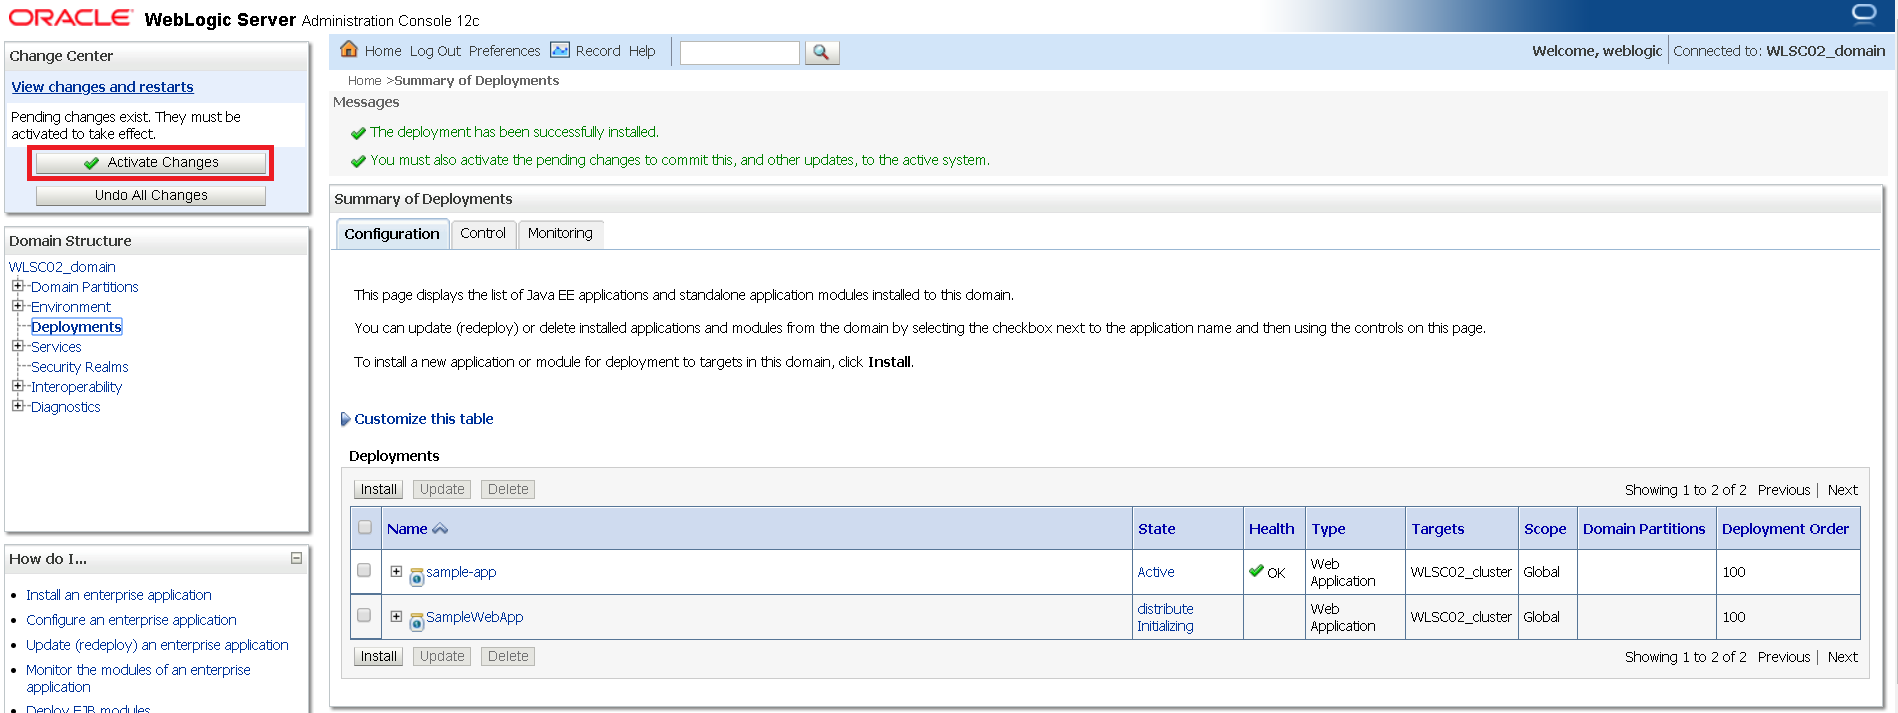 ORACLE WebLogic Server Administration Console 12c
Change Center
View changes and restarts
Pending changes exist. They must be
activated to take effect.
Activate Changes
Undo All Changes
Domain Structure
WLSC02_domain
Domain Partitions
Environment
Deployments
Services
Security Realms
Interoperability
Diagnostics
How do I...
Install an enterprise application
Configure an enterprise application
Update (redeploy) an enterprise application
Monitor the modules of an enterprise
application
Deploy EJB modules
Home Log Out Preferences Record Help
Welcome, weblogic Connected to: WLSC02_domain
Home >Summary of Deployments
Messages
The deployment has been successfully installed.
You must also activate the pending changes to commit this, and other updates, to the active system.
Summary of Deployments
Configuration Control Monitoring
This page displays the list of Java EE applications and standalone application modules installed to this domain.
You can update (redeploy) or delete installed applications and modules from the domain by selecting the checkbox next to the application name and then using the controls on this page.
To install a new application or module for deployment to targets in this domain, click Install.
Customize this table
Deployments
Install Update Delete Showing 1 to 2 of 2 Previous | Next
Name State Health Type Targets Scope Domain Partitions Deployment Order
sample-app Active OK Web Application WLSC02_cluster Global 100
SampleWebApp distribute Initializing Web Application WLSC02_cluster Global 100
Install Update Delete Showing 1 to 2 of 2 Previous | Next